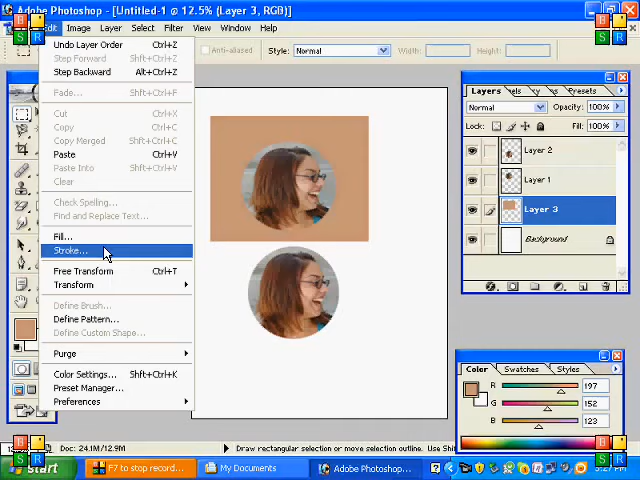 Adobe Photoshop - [Untitled-1 @ 12.5% (Layer 3, RGB)]
Edit Image Layer Select Filter View Window Help
Anti-aliased Style: Normal Width: Height:
Undo Layer Order Ctrl+Z
Step Forward Shft+Ctrl+Z
Step Backward Alt+Ctrl+Z
Fade... Shft+Ctrl+F
Cut Ctrl+X
Copy Ctrl+C
Copy Merged Shft+Ctrl+C
Paste Ctrl+V
Paste Into Shft+Ctrl+V
Clear
Check Spelling...
Find and Replace Text...
Fill...
Stroke...
Free Transform Ctrl+T
Transform
Define Brush...
Define Pattern...
Define Custom Shape...
Purge
Color Settings... Shft+Ctrl+K
Preset Manager...
Preferences
Layers Presets
Normal Opacity: 100%
Lock: Fill: 100%
Layer 2
Layer 1
Layer 3
Background
Color Swatches Styles
R 197
G 152
B 123
Doc: 24.1M/12.9M Draw rectangular selection or move selection outline. Use Shif
start F7 to stop record... My Documents Adobe Photoshop... 5:27 PM
B S R
B S R
B S R
B S R